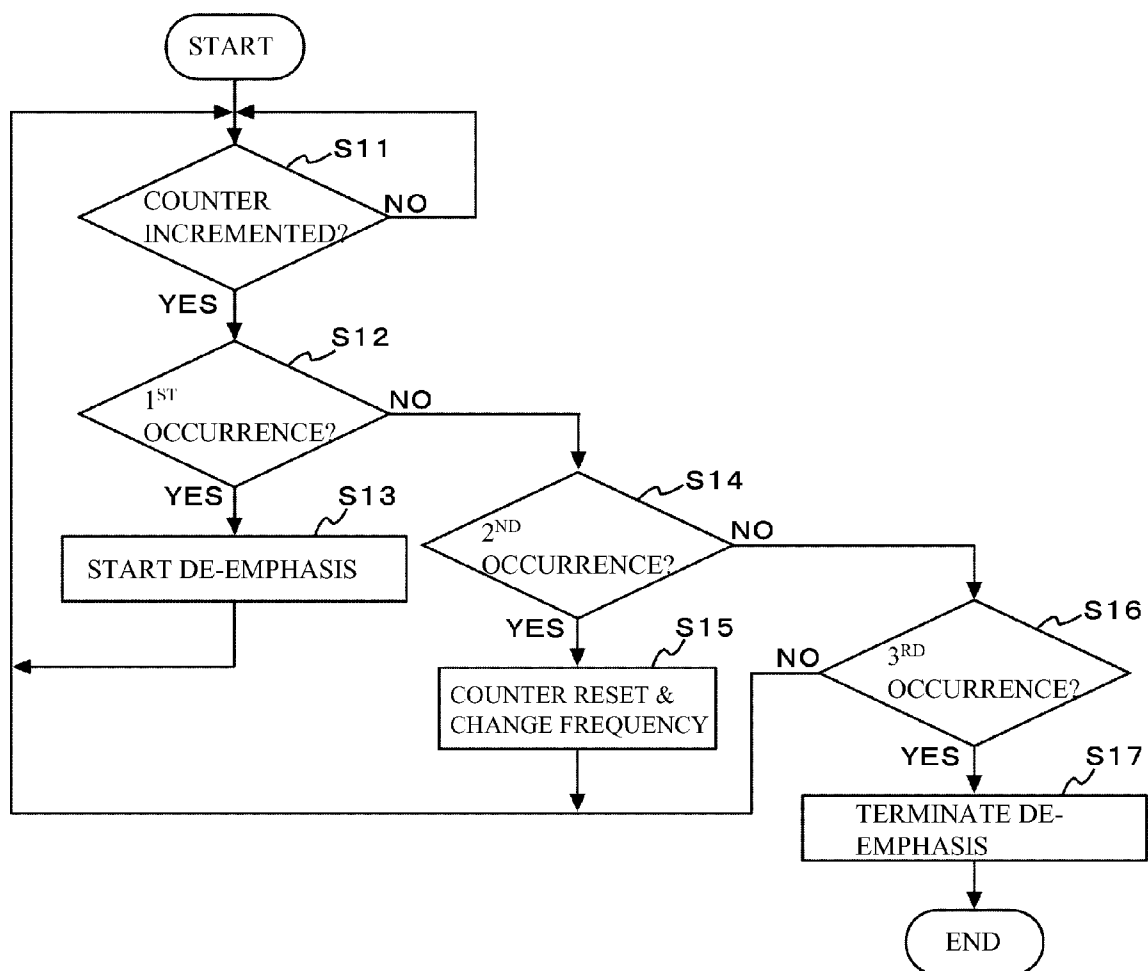 START
S11
COUNTER
INCREMENTED?
NO
YES
S12
1ST
OCCURRENCE?
NO
YES
S13
START DE-EMPHASIS
S14
2ND
OCCURRENCE?
NO
YES
S15
COUNTER RESET &
CHANGE FREQUENCY
S16
3RD
OCCURRENCE?
NO
YES
S17
TERMINATE DE-
EMPHASIS
END